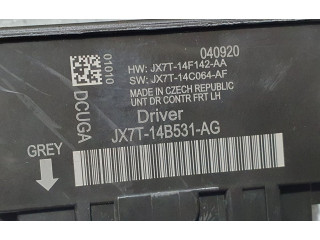 040920
01010
HW: JX7T-14F142-AA
SW: JX7T-14C064-AF
MADE IN CZECH REPUBLIC
UNT DR CONTR FRT LH
DCUGA
Driver
JX7T-14B531-AG
GREY